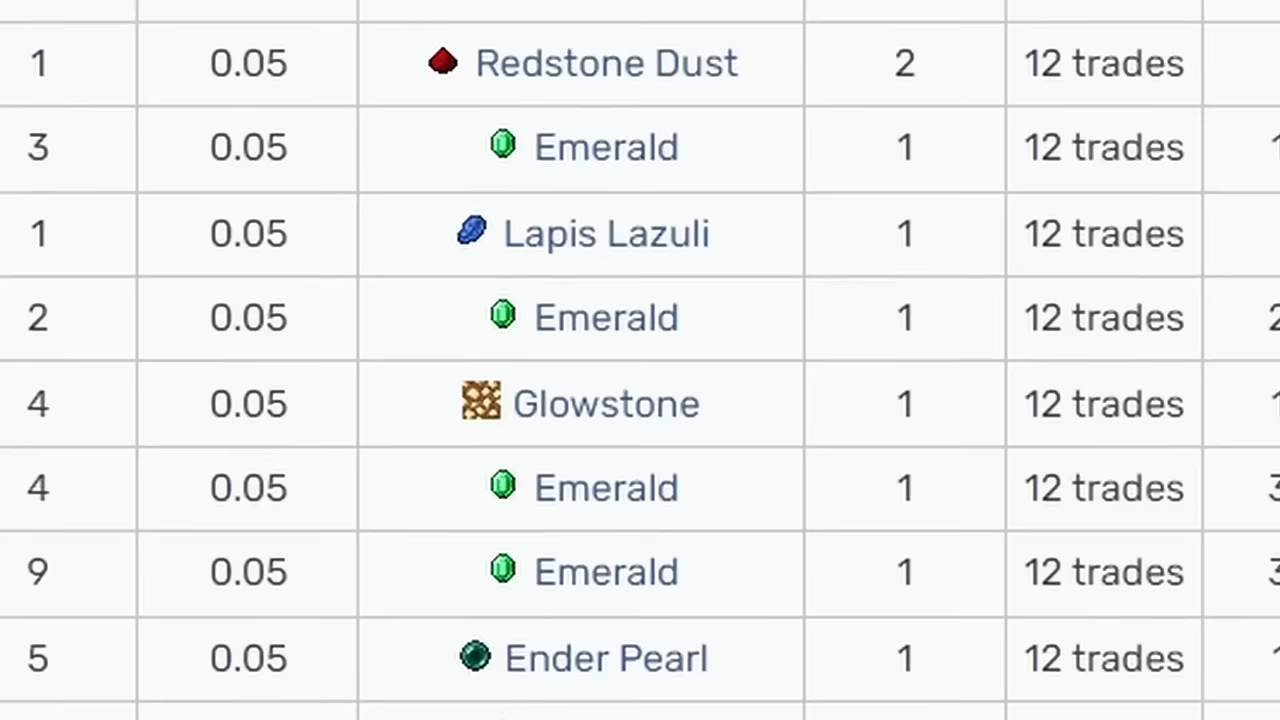 1 0.05 Redstone Dust 2 12 trades
3 0.05 Emerald 1 12 trades
1 0.05 Lapis Lazuli 1 12 trades
2 0.05 Emerald 1 12 trades
4 0.05 Glowstone 1 12 trades
4 0.05 Emerald 1 12 trades
9 0.05 Emerald 1 12 trades
5 0.05 Ender Pearl 1 12 trades